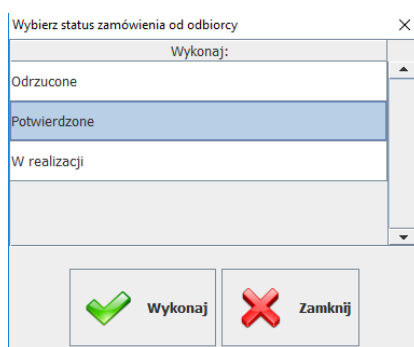 Wybierz status zamówienia od odbiorcy
Wykonaj:
Odrzucone
Potwierdzone
W realizacji
Wykonaj
Zamknij